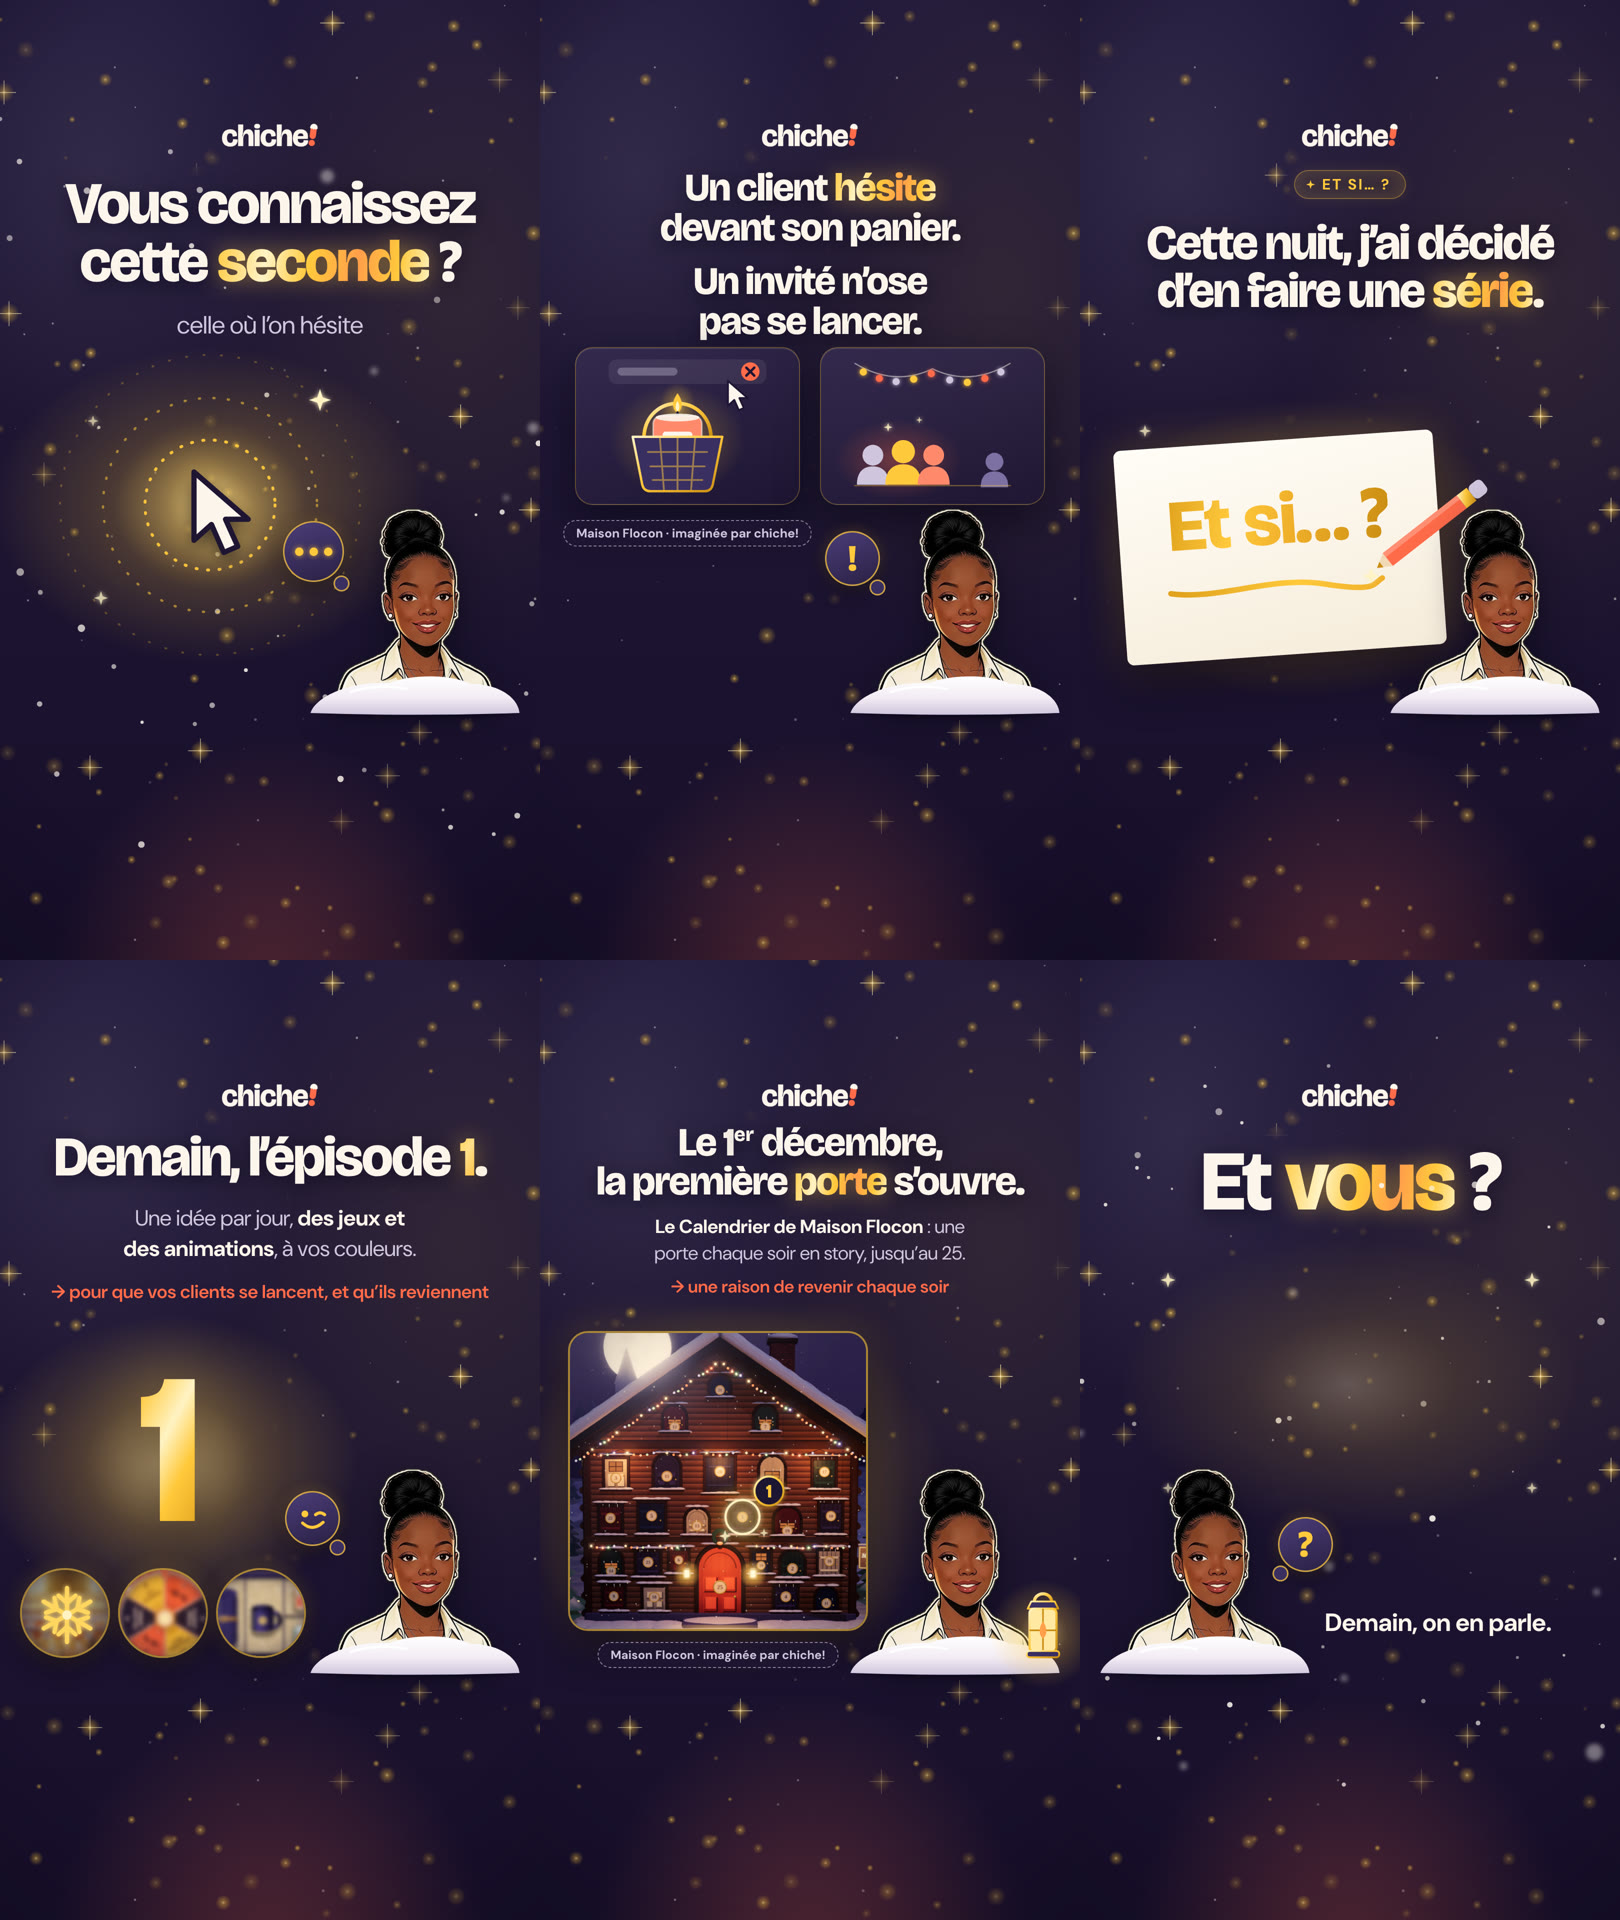 chiche!
Vous connaissez
cette seconde ?
celle où l'on hésite
chiche!
Un client hésite
devant son panier.
Un invité n'ose
pas se lancer.
Maison Flocon · imaginée par chiche!
!
chiche!
+ ET SI... ?
Cette nuit, j'ai décidé
d'en faire une série.
Et si... ?
chiche!
Demain, l'épisode 1.
Une idée par jour, des jeux et
des animations, à vos couleurs.
→ pour que vos clients se lancent, et qu'ils reviennent
1
chiche!
Le 1er décembre,
la première porte s'ouvre.
Le Calendrier de Maison Flocon : une
porte chaque soir en story, jusqu'au 25.
→ une raison de revenir chaque soir
1
Maison Flocon · imaginée par chiche!
chiche!
Et vous ?
?
Demain, on en parle.